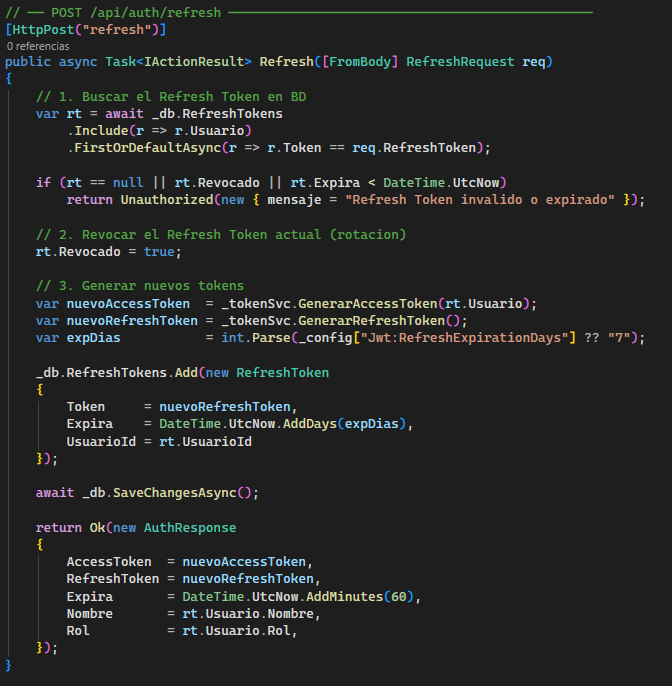 // ── POST /api/auth/refresh ───────────────────────────────────────────────
[HttpPost("refresh")]
0 referencias
public async Task<IActionResult> Refresh([FromBody] RefreshRequest req)
{
    // 1. Buscar el Refresh Token en BD
    var rt = await _db.RefreshTokens
        .Include(r => r.Usuario)
        .FirstOrDefaultAsync(r => r.Token == req.RefreshToken);

    if (rt == null || rt.Revocado || rt.Expira < DateTime.UtcNow)
        return Unauthorized(new { mensaje = "Refresh Token invalido o expirado" });

    // 2. Revocar el Refresh Token actual (rotacion)
    rt.Revocado = true;

    // 3. Generar nuevos tokens
    var nuevoAccessToken  = _tokenSvc.GenerarAccessToken(rt.Usuario);
    var nuevoRefreshToken = _tokenSvc.GenerarRefreshToken();
    var expDias           = int.Parse(_config["Jwt:RefreshExpirationDays"] ?? "7");

    _db.RefreshTokens.Add(new RefreshToken
    {
        Token     = nuevoRefreshToken,
        Expira    = DateTime.UtcNow.AddDays(expDias),
        UsuarioId = rt.UsuarioId
    });

    await _db.SaveChangesAsync();

    return Ok(new AuthResponse
    {
        AccessToken  = nuevoAccessToken,
        RefreshToken = nuevoRefreshToken,
        Expira       = DateTime.UtcNow.AddMinutes(60),
        Nombre       = rt.Usuario.Nombre,
        Rol          = rt.Usuario.Rol,
    });
}